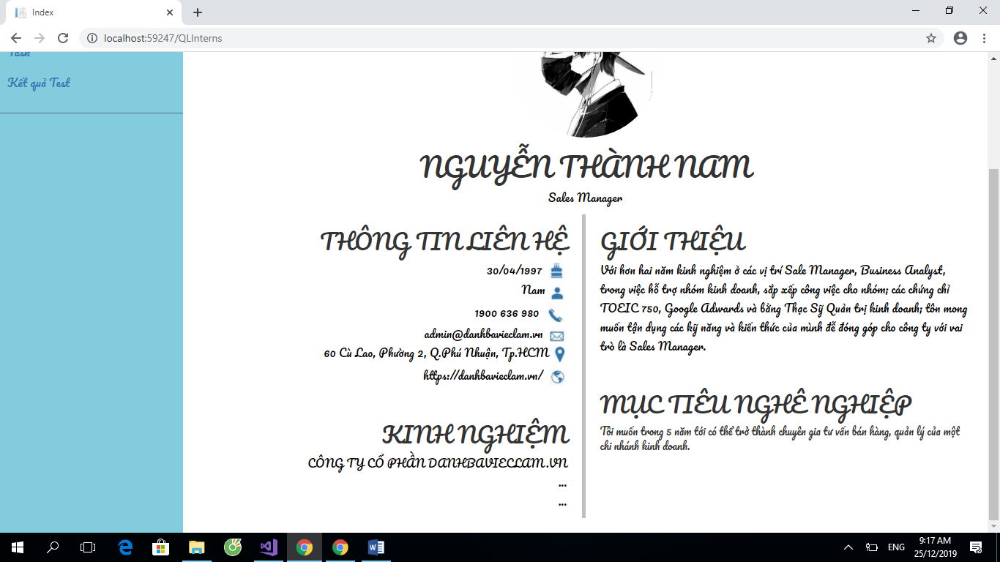 Index
localhost:59247/QLInterns
Task
Kết quả Test
NGUYỄN THÀNH NAM
Sales Manager
THÔNG TIN LIÊN HỆ
30/04/1997
Nam
1900 636 980
admin@danhbavieclam.vn
60 Cù Lao, Phường 2, Q.Phú Nhuận, Tp.HCM
https://danhbavieclam.vn/
KINH NGHIỆM
CÔNG TY CỔ PHẦN DANHBAVIECLAM.VN
...
...
GIỚI THIỆU
Với hơn hai năm kinh nghiệm ở các vị trí Sale Manager, Business Analyst,
trong việc hỗ trợ nhóm kinh doanh, sắp xếp công việc cho nhóm; các chứng chỉ
TOEIC 750, Google Adwards và bằng Thạc Sỹ Quản trị kinh doanh; tôn mong
muốn tận dụng các kỹ năng và kiến thức của mình để đóng góp cho công ty với vai
trò là Sales Manager.
MỤC TIÊU NGHÊ NGHIỆP
Tôi muốn trong 5 năm tới có thể trở thành chuyên gia tư vấn bán hàng, quản lý của một
chi nhánh kinh doanh.
ENG
9:17 AM
25/12/2019